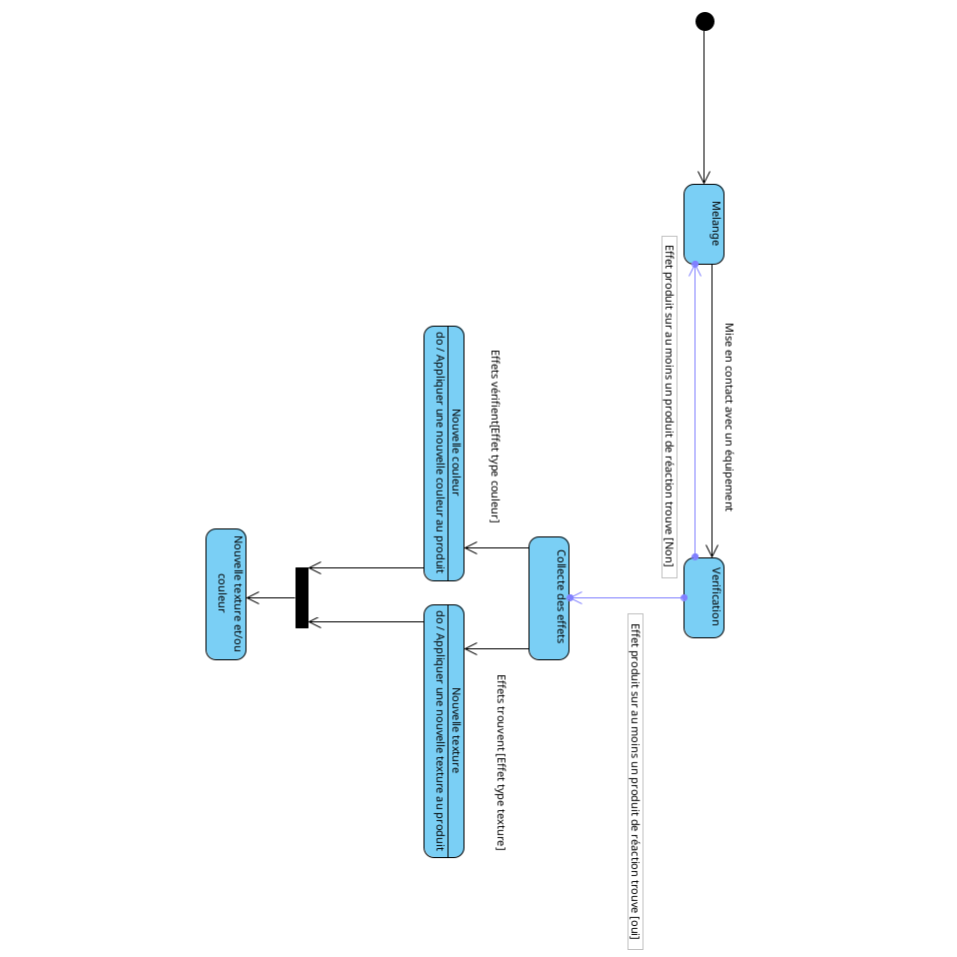 Melange
Mise en contact avec un équipement
Effet produit sur au moins un produit de réaction trouve [Non]
Verification
Effet produit sur au moins un produit de réaction trouve [oui]
Collecte des effets
Effets vérifient[Effet type couleur]
Effets trouvent [Effet type texture]
Nouvelle couleur
do / Appliquer une nouvelle couleur au produit
Nouvelle texture
do / Appliquer une nouvelle texture au produit
Nouvelle texture et/ou
couleur